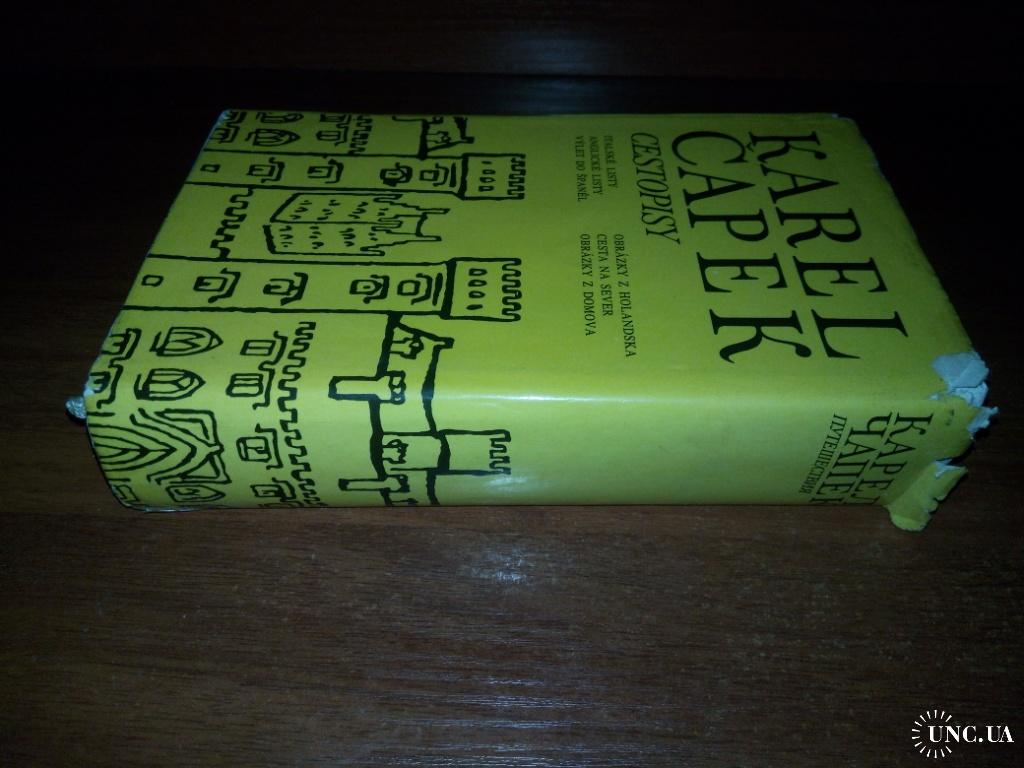 KAREL
ČAPEK
CESTOPISY
ITALSKÉ LISTY
ANGLICKÉ LISTY
VÝLET DO ŠPANĚL
OBRÁZKY Z HOLANDSKA
CESTA NA SEVER
OBRÁZKY Z DOMOVA
КАРЕЛ
ЧАПЕК
ПУТЕШЕСТВИЯ
UNC.UA